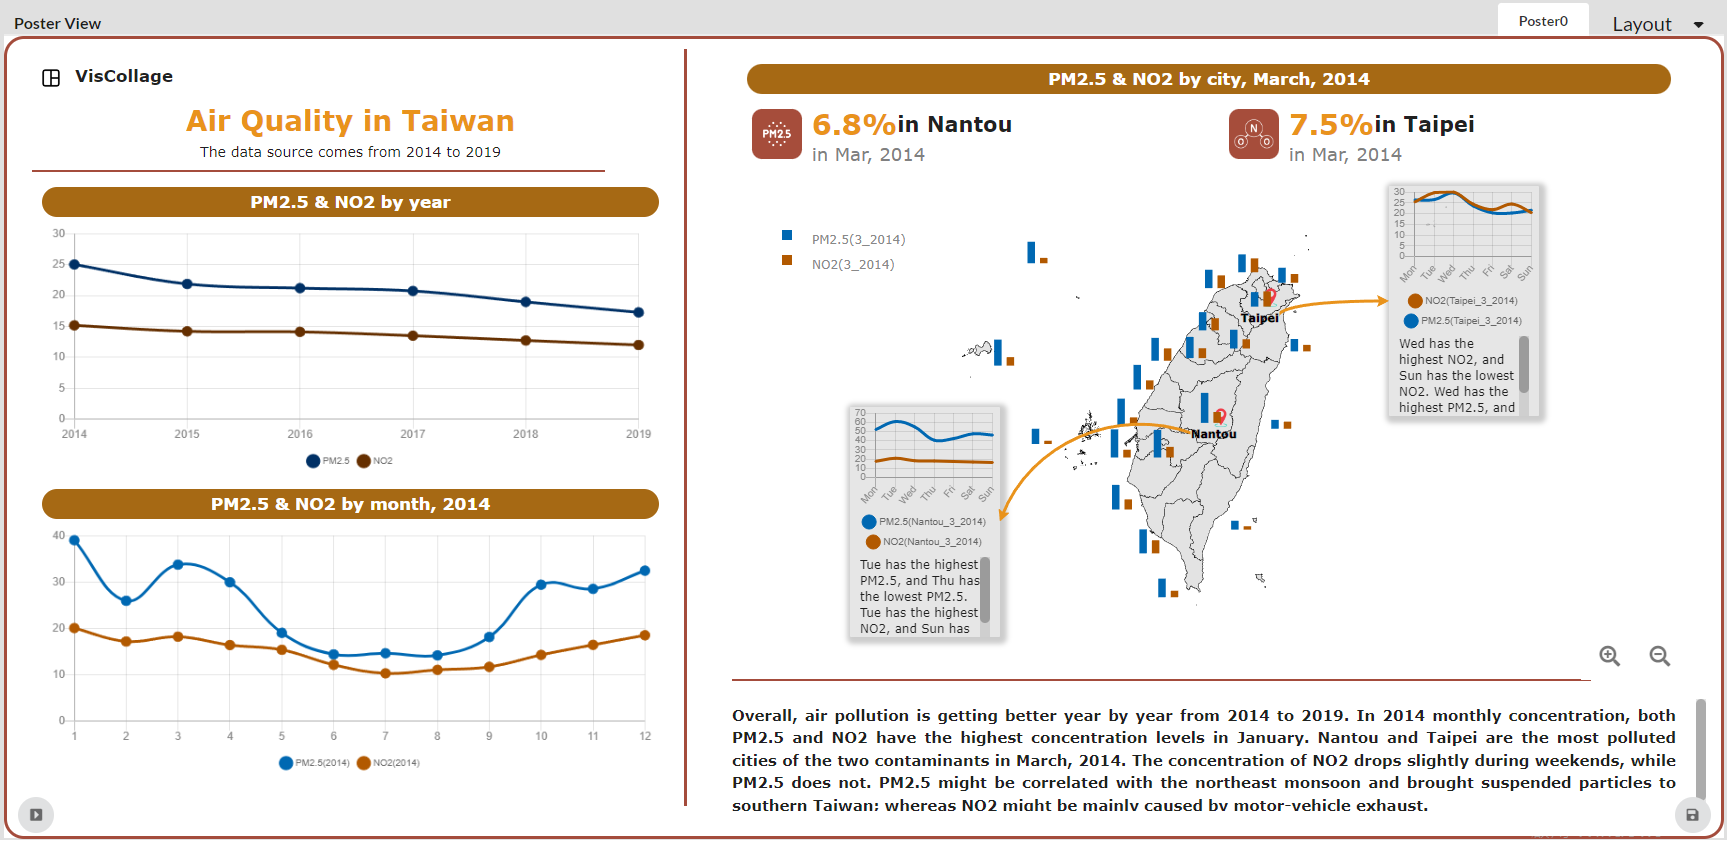 Poster View
Poster0
Layout
VisCollage
Air Quality in Taiwan
The data source comes from 2014 to 2019
PM2.5 & NO2 by year
30
25
20
15
10
5
0
2014 2015 2016 2017 2018 2019
PM2.5 NO2
PM2.5 & NO2 by month, 2014
40
30
20
10
0
1 2 3 4 5 6 7 8 9 10 11 12
PM2.5(2014) NO2(2014)
PM2.5 & NO2 by city, March, 2014
PM2.5
6.8% in Nantou
in Mar, 2014
N
O O
7.5% in Taipei
in Mar, 2014
PM2.5(3_2014)
NO2(3_2014)
Taipei
Nantou
30
25
20
15
10
5
0
Mon Tue Wed Thu Fri Sat Sun
NO2(Taipei_3_2014)
PM2.5(Taipei_3_2014)
Wed has the
highest NO2, and
Sun has the lowest
NO2. Wed has the
highest PM2.5, and
70
60
50
40
30
20
10
0
Mon Tue Wed Thu Fri Sat Sun
PM2.5(Nantou_3_2014)
NO2(Nantou_3_2014)
Tue has the highest
PM2.5, and Thu has
the lowest PM2.5.
Tue has the highest
NO2, and Sun has
Overall, air pollution is getting better year by year from 2014 to 2019. In 2014 monthly concentration, both
PM2.5 and NO2 have the highest concentration levels in January. Nantou and Taipei are the most polluted
cities of the two contaminants in March, 2014. The concentration of NO2 drops slightly during weekends, while
PM2.5 does not. PM2.5 might be correlated with the northeast monsoon and brought suspended particles to
southern Taiwan; whereas NO2 might be mainly caused by motor-vehicle exhaust.